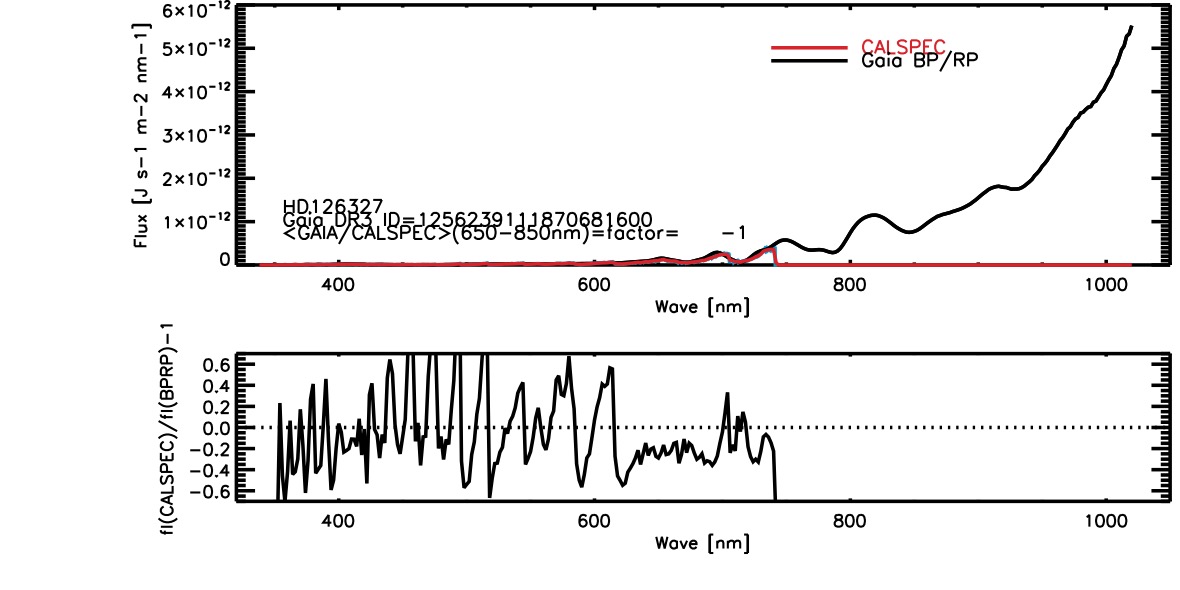 6×10⁻¹²
5×10⁻¹²
4×10⁻¹²
3×10⁻¹²
2×10⁻¹²
1×10⁻¹²
0
Flux [J s−1 m−2 nm−1]
CALSPEC
Gaia BP/RP
HD126327
Gaia DR3 ID=1256239111870681600
<GAIA/CALSPEC>(650−850nm)=factor= −1
400 600 800 1000
Wave [nm]
0.6
0.4
0.2
0.0
−0.2
−0.4
−0.6
fl(CALSPEC)/fl(BPRP)−1
400 600 800 1000
Wave [nm]